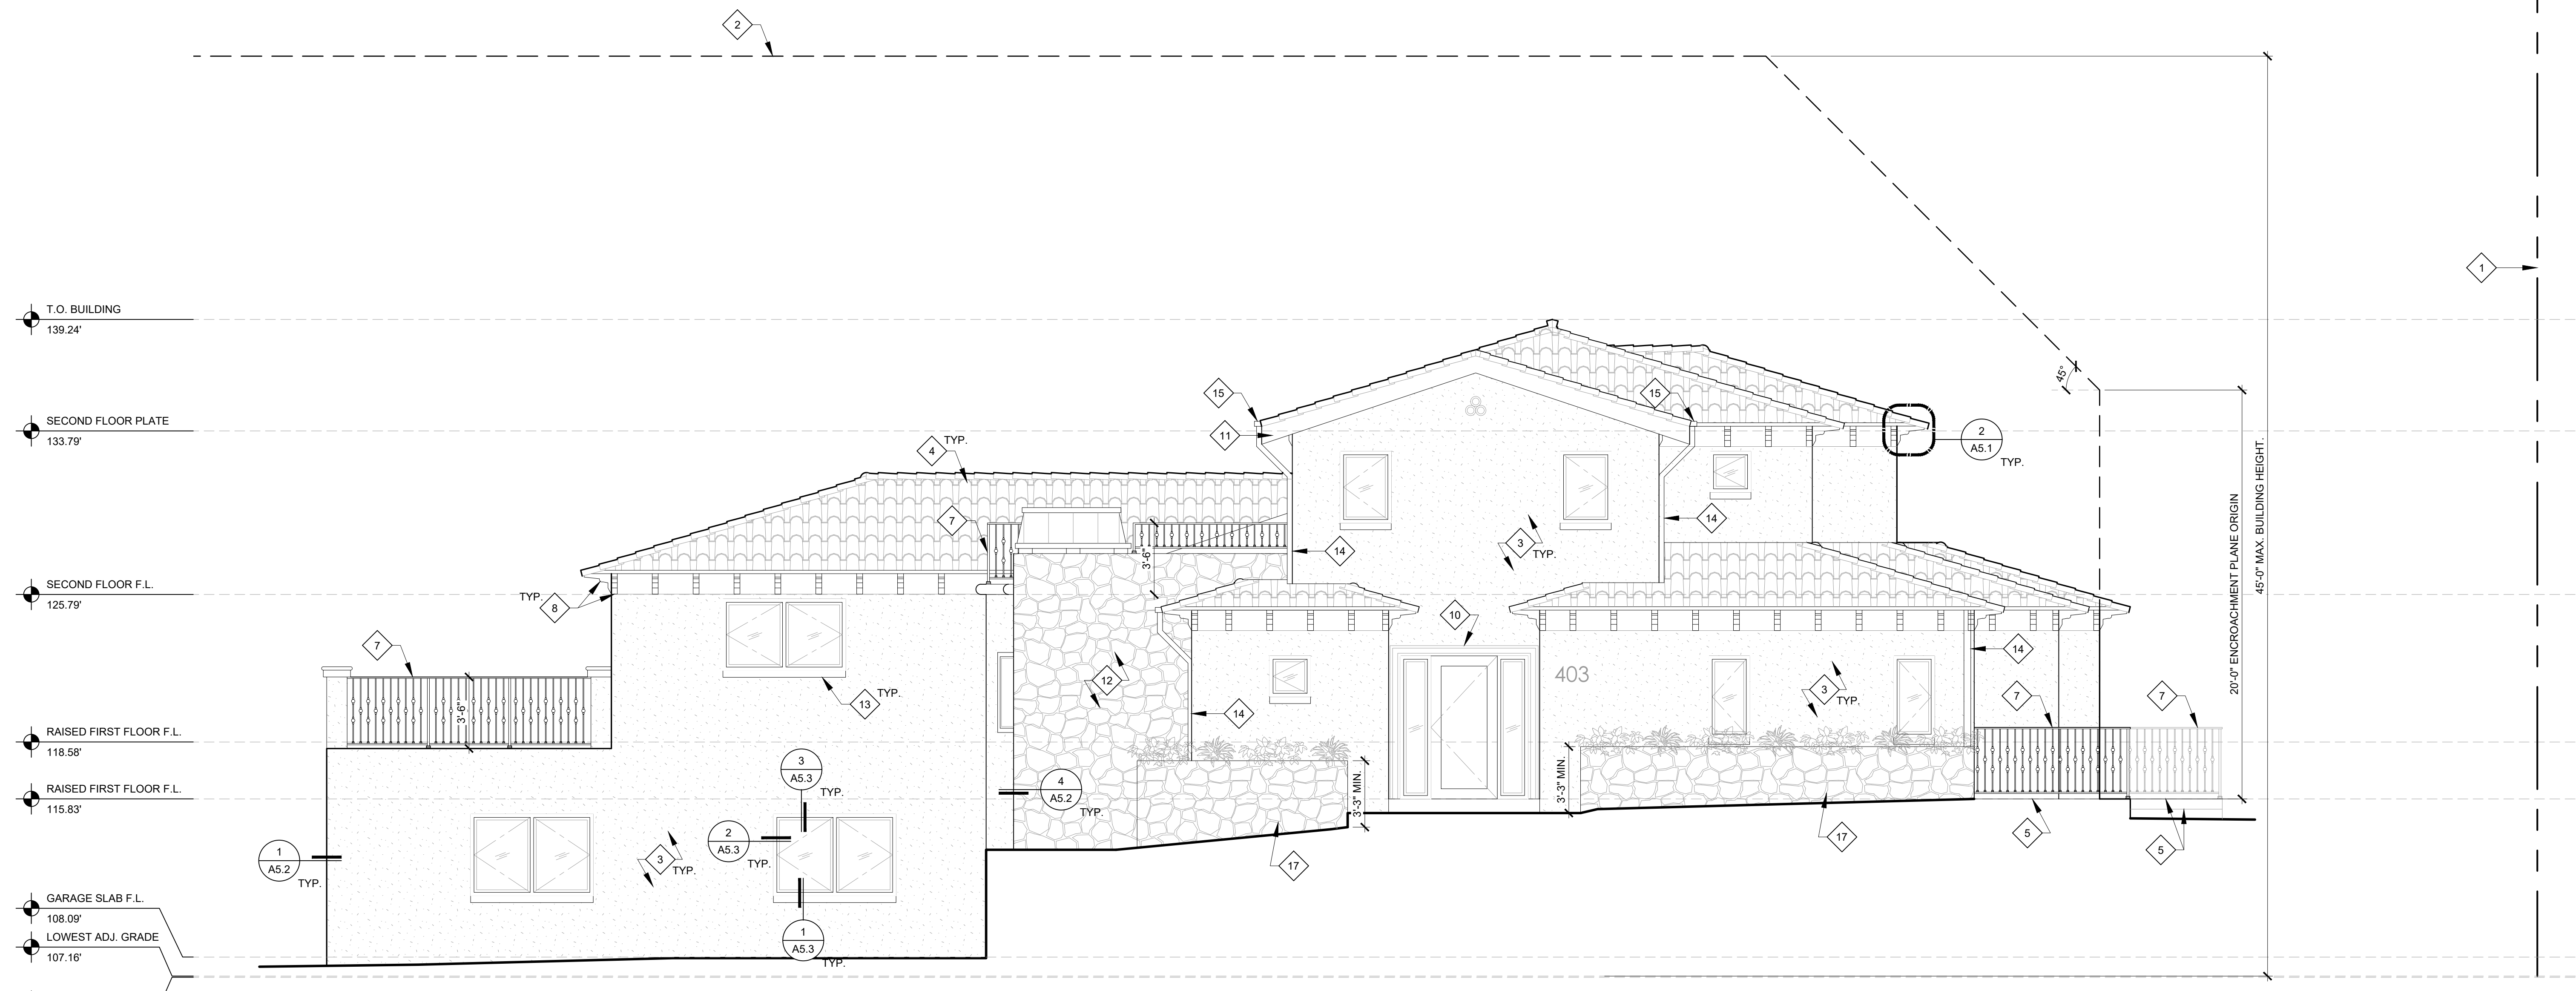 2
1
T.O. BUILDING
139.24'
45°
15
15
SECOND FLOOR PLATE
133.79'
11
2
A5.1
TYP.
TYP.
4
45'-0" MAX. BUILDING HEIGHT.
20'-0" ENCROACHMENT PLANE ORIGIN
7
14
3
TYP.
14
3'-6"
SECOND FLOOR F.L.
125.79'
TYP.
8
10
7
14
403
12
3
TYP.
TYP.
13
7
7
3'-6"
14
RAISED FIRST FLOOR F.L.
118.58'
3
A5.3
TYP.
4
A5.2
TYP.
3'-3" MIN.
3'-3" MIN.
RAISED FIRST FLOOR F.L.
115.83'
2
A5.3
TYP.
17
5
5
1
A5.2
TYP.
3
TYP.
17
GARAGE SLAB F.L.
108.09'
LOWEST ADJ. GRADE
107.16'
1
A5.3
TYP.